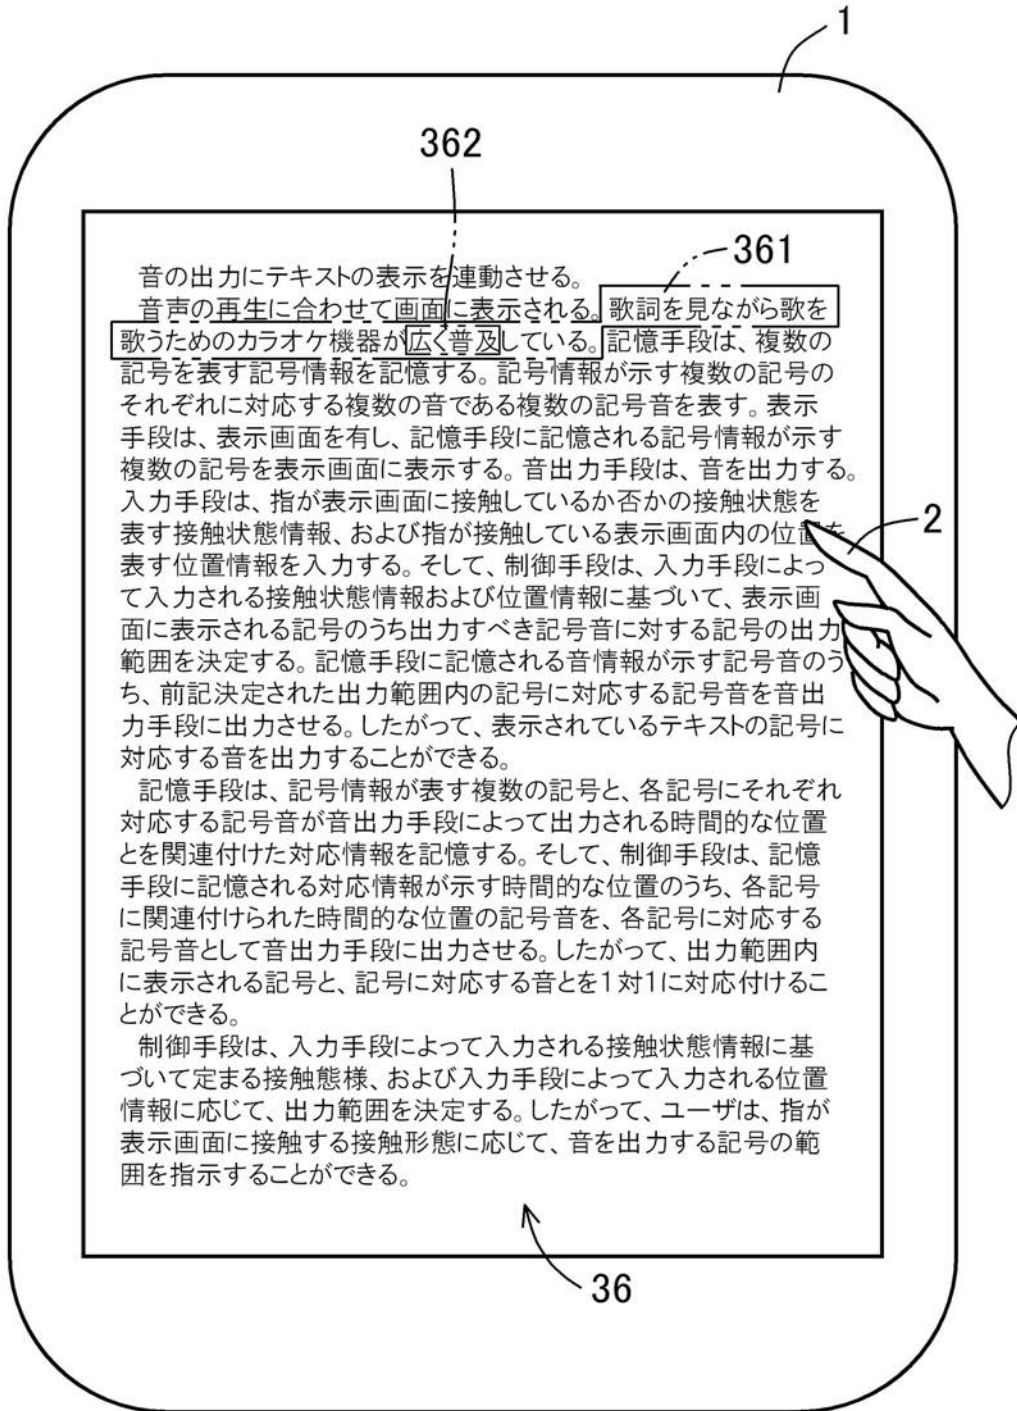 1
362
361
音の出力にテキストの表示を連動させる。
音声の再生に合わせて画面に表示される。歌詞を見ながら歌を
歌うためのカラオケ機器が広く普及している。記憶手段は、複数の
記号を表す記号情報を記憶する。記号情報が示す複数の記号の
それぞれに対応する複数の音である複数の記号音を表す。表示
手段は、表示画面を有し、記憶手段に記憶される記号情報が示す
複数の記号を表示画面に表示する。音出力手段は、音を出力する。
入力手段は、指が表示画面に接触しているか否かの接触状態を
表す接触状態情報、および指が接触している表示画面内の位置を
2
表す位置情報を入力する。そして、制御手段は、入力手段によっ
て入力される接触状態情報および位置情報に基づいて、表示画
面に表示される記号のうち出力すべき記号音に対する記号の出力
範囲を決定する。記憶手段に記憶される音情報が示す記号音のう
ち、前記決定された出力範囲内の記号に対応する記号音を音出
力手段に出力させる。したがって、表示されているテキストの記号に
対応する音を出力することができる。
記憶手段は、記号情報が表す複数の記号と、各記号にそれぞれ
対応する記号音が音出力手段によって出力される時間的な位置
とを関連付けた対応情報を記憶する。そして、制御手段は、記憶
手段に記憶される対応情報が示す時間的な位置のうち、各記号
に関連付けられた時間的な位置の記号音を、各記号に対応する
記号音として音出力手段に出力させる。したがって、出力範囲内
に表示される記号と、記号に対応する音とを1対1に対応付けるこ
とができる。
制御手段は、入力手段によって入力される接触状態情報に基
づいて定まる接触態様、および入力手段によって入力される位置
情報に応じて、出力範囲を決定する。したがって、ユーザは、指が
表示画面に接触する接触形態に応じて、音を出力する記号の範
囲を指示することができる。
36